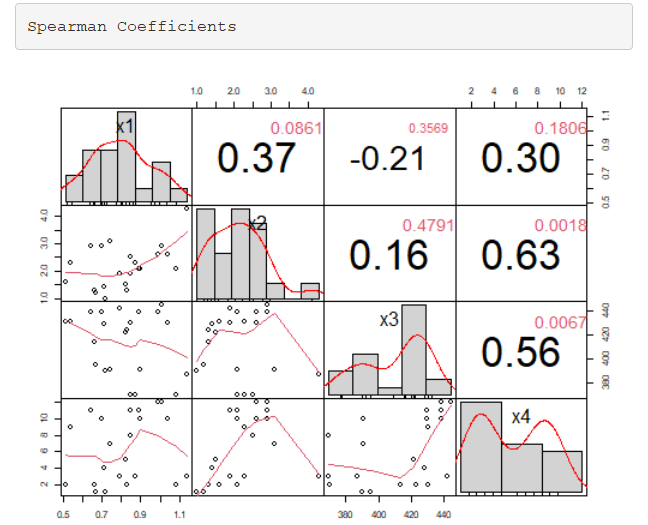 Spearman Coefficients
1.0 2.0 3.0 4.0 2 4 6 8 10 12
x1 0.0861 0.3569 0.1806
0.37 -0.21 0.30
0.5 0.7 0.9 1.1
x2 0.4791 0.0018
0.16 0.63
1.0 2.0 3.0 4.0
x3 0.0067
0.56
380 400 420 440
x4
2 4 6 8 10
0.5 0.7 0.9 1.1 380 400 420 440